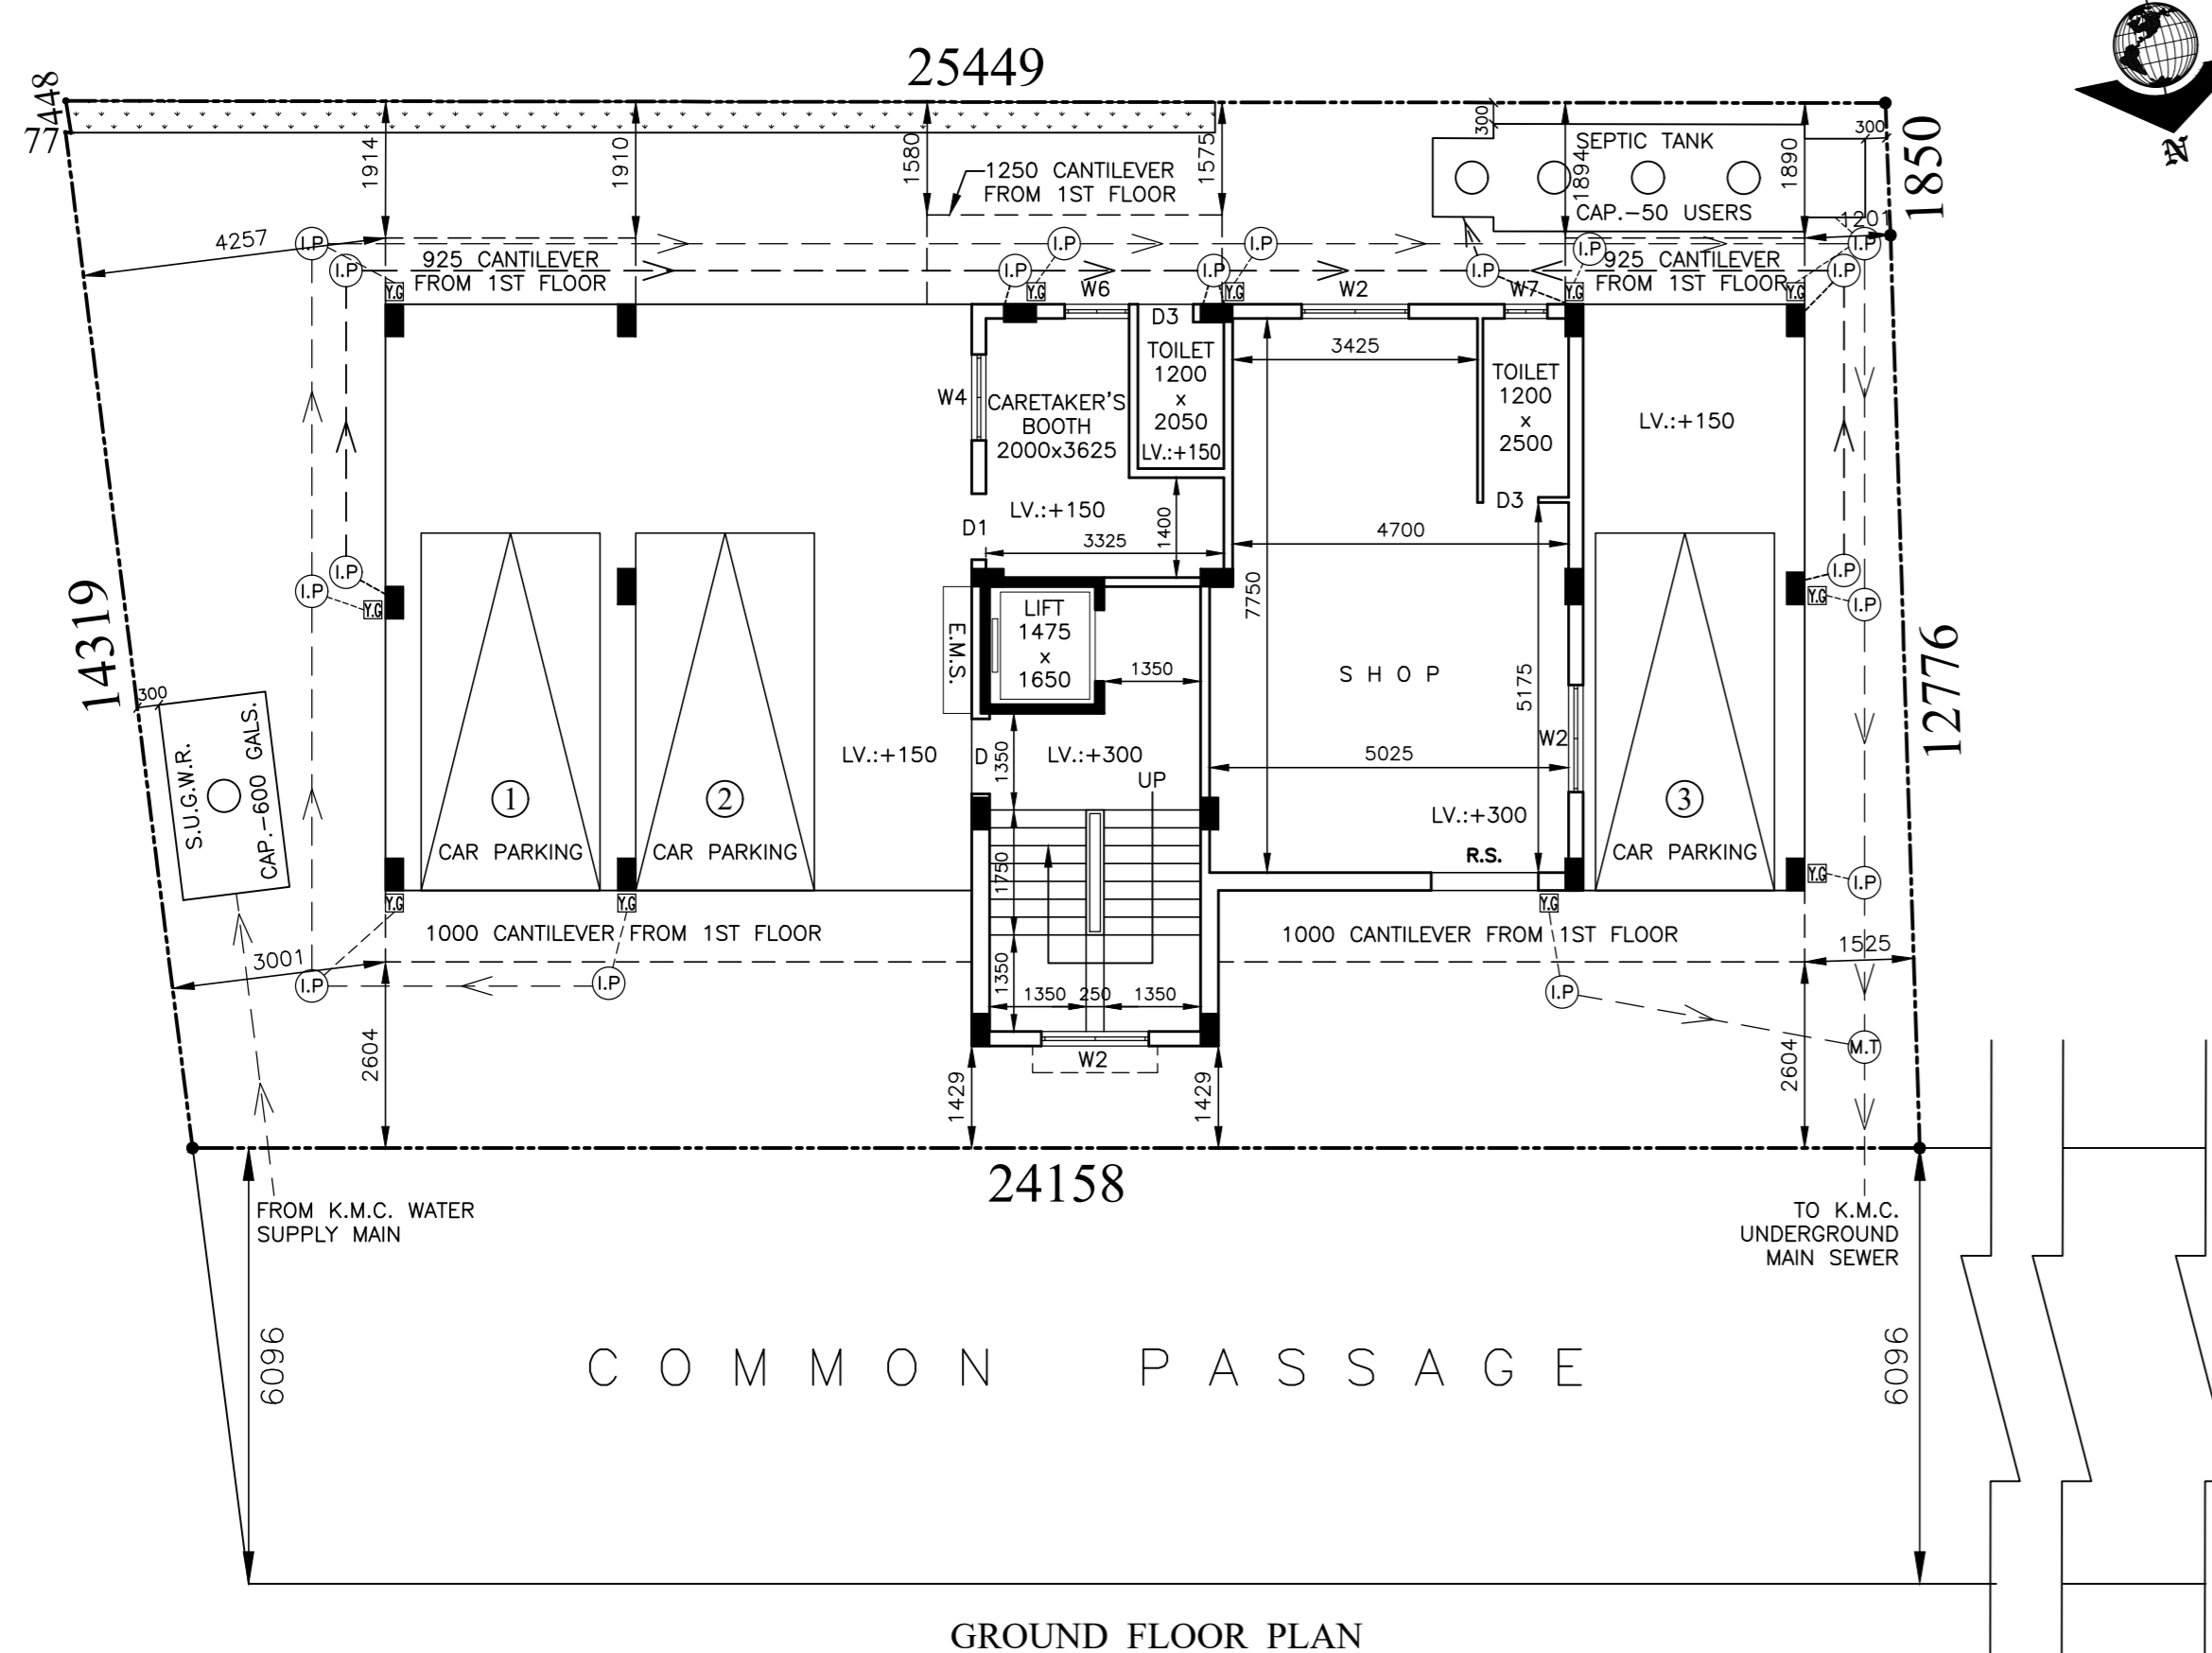 25449
448
77
1850
1914
1910
1580
1575
300
1894
1890
300
SEPTIC TANK
CAP.-50 USERS
1250 CANTILEVER
FROM 1ST FLOOR
N
4257
1201
I.P
I.P
I.P
I.P
I.P
I.P
I.P
I.P
I.P
I.P
925 CANTILEVER
FROM 1ST FLOOR
925 CANTILEVER
FROM 1ST FLOOR
Y.G
Y.G
Y.G
Y.G
Y.G
W6
W2
W7
D3
TOILET
1200
x
2050
LV.:+150
3425
TOILET
1200
x
2500
D3
LV.:+150
W4
CARETAKER'S
BOOTH
2000x3625
LV.:+150
D1
3325
1400
4700
7750
5175
I.P
I.P
Y.G
I.P
Y.G
I.P
14319
12776
E.M.S.
LIFT
1475
x
1650
1350
S H O P
300
S.U.G.W.R.
CAP.-600 GALS.
LV.:+150
D
1350
LV.:+300
UP
5025
W2
LV.:+300
R.S.
1
CAR PARKING
2
CAR PARKING
3
CAR PARKING
1750
Y.G
Y.G
Y.G
Y.G
I.P
1000 CANTILEVER FROM 1ST FLOOR
1000 CANTILEVER FROM 1ST FLOOR
3001
1525
I.P
I.P
I.P
1350
1350
250
1350
W2
M.T
2604
1429
1429
2604
24158
FROM K.M.C. WATER
SUPPLY MAIN
TO K.M.C.
UNDERGROUND
MAIN SEWER
6096
COMMON PASSAGE
6096
GROUND FLOOR PLAN